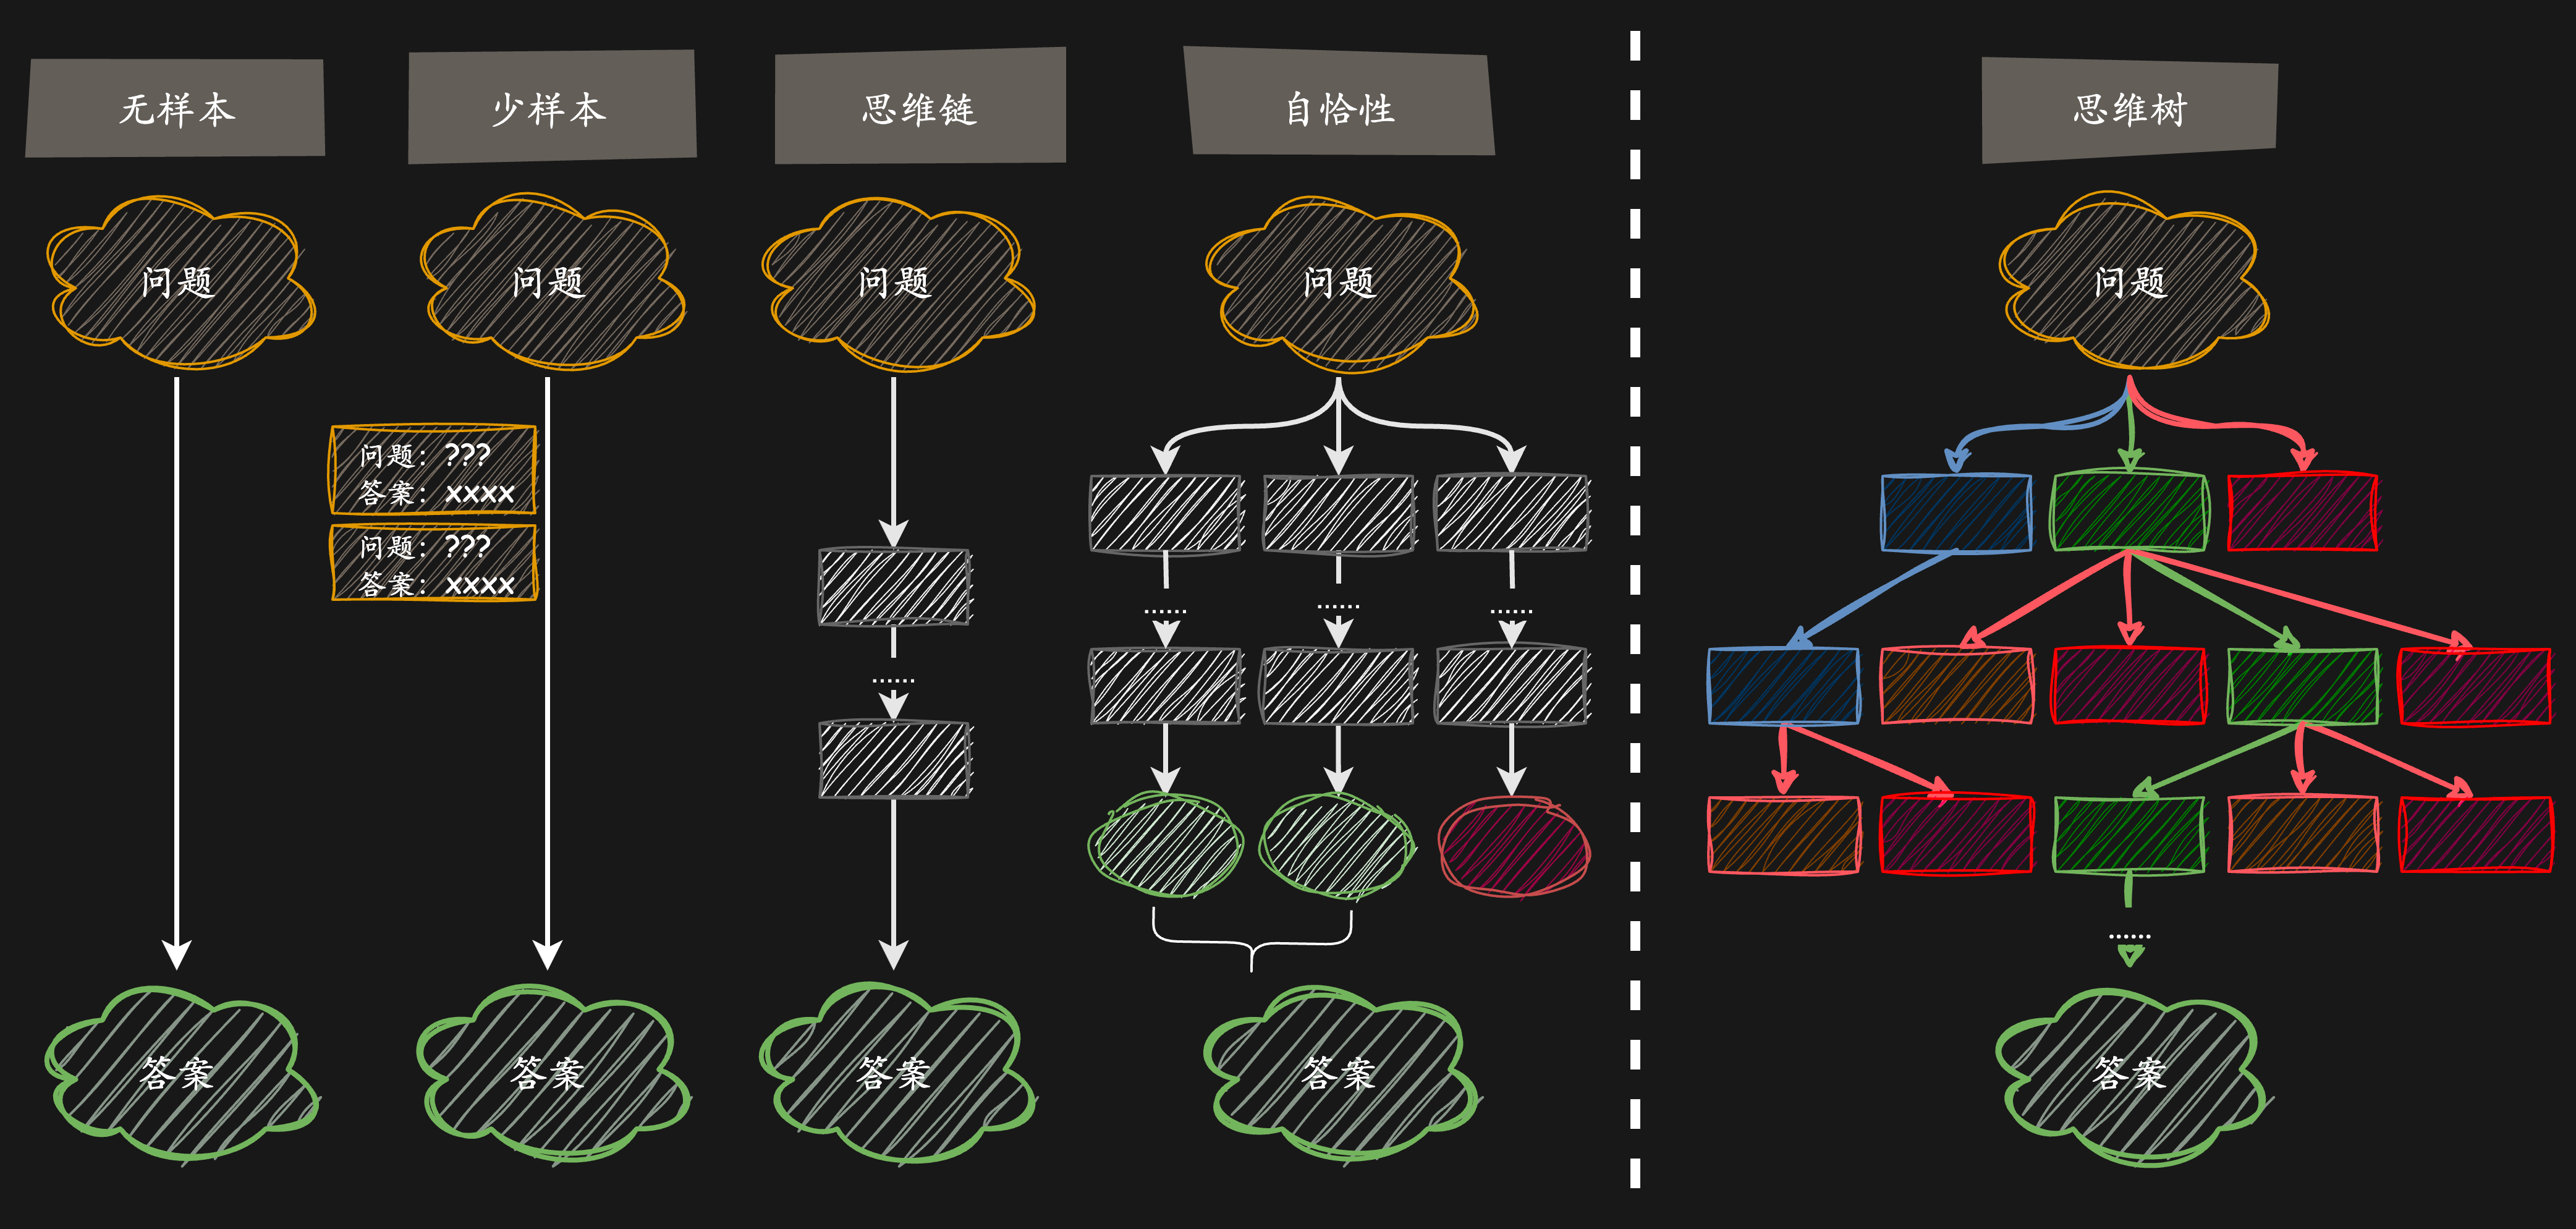 无样本
少样本
思维链
自恰性
思维树
问题
问题
问题
问题
问题
问题：???
答案：xxxx
问题：???
答案：xxxx
......
......
......
......
......
答案
答案
答案
答案
答案